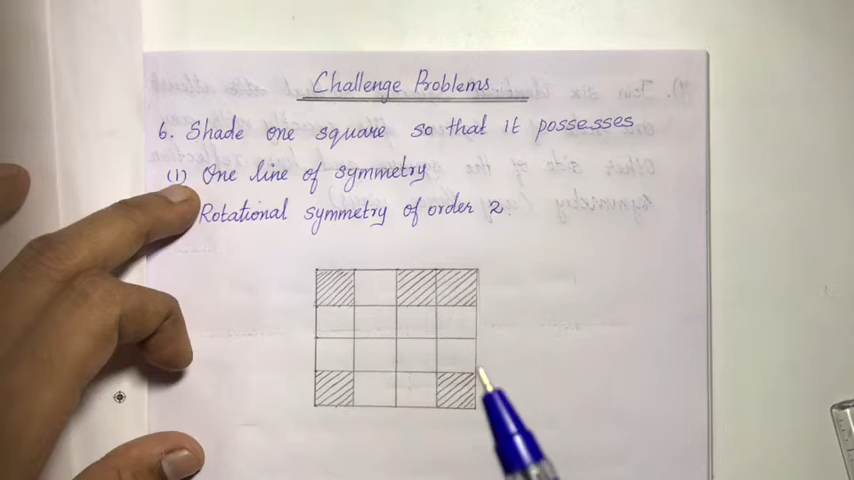 Challenge Problems
6. Shade one square so that it possesses
(1) One line of symmetry
Rotational symmetry of order 2.